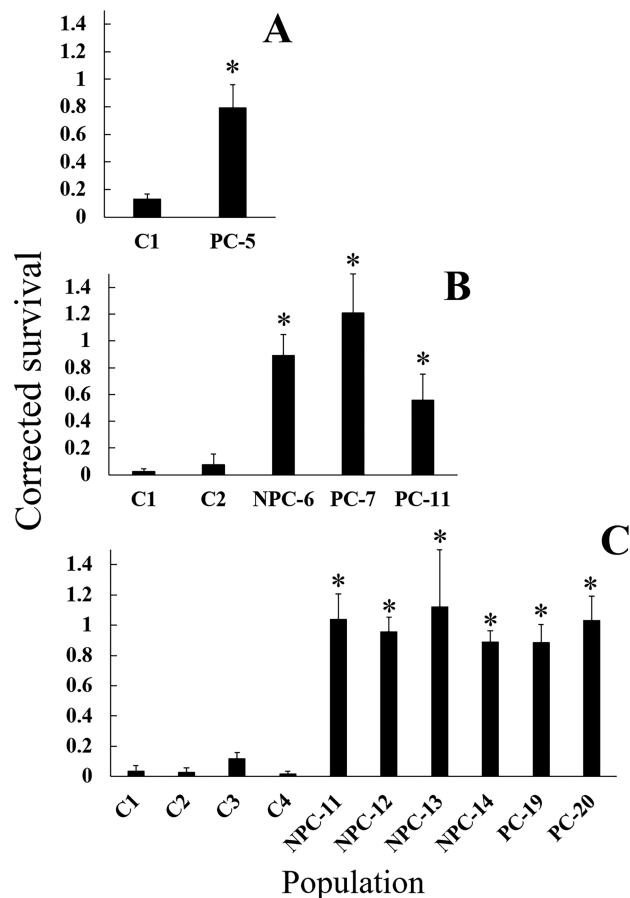 A
1.4
1.2
1
0.8
0.6
0.4
0.2
0
*
C1 PC-5
Corrected survival
B
1.4
1.2
1
0.8
0.6
0.4
0.2
0
* * *
C1 C2 NPC-6 PC-7 PC-11
C
1.4
1.2
1
0.8
0.6
0.4
0.2
0
* * * * * *
C1 C2 C3 C4 NPC-11 NPC-12 NPC-13 NPC-14 PC-19 PC-20
Population